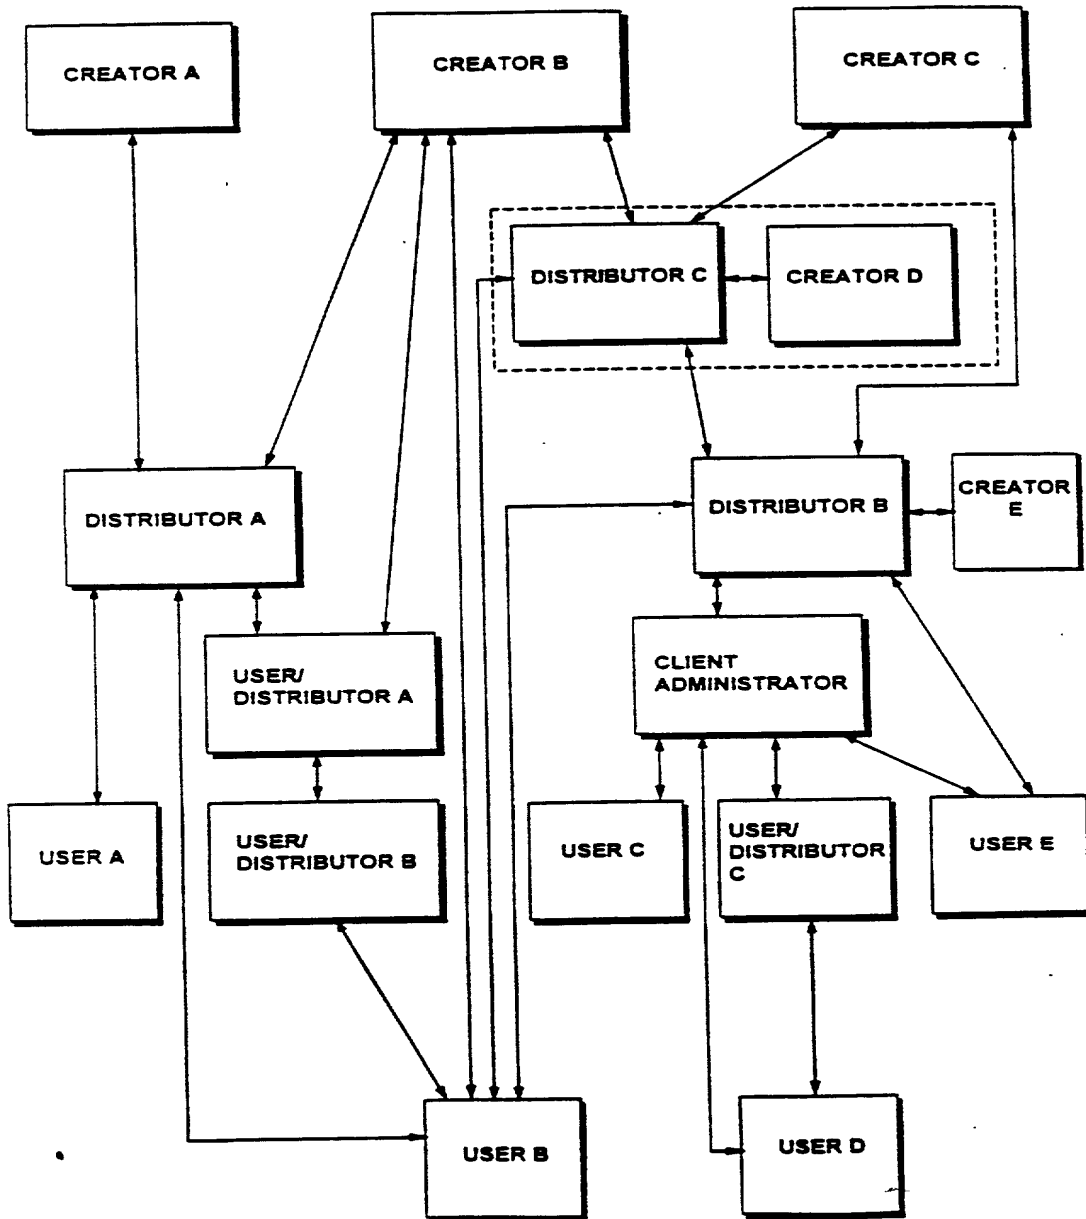 CREATOR A
CREATOR B
CREATOR C
DISTRIBUTOR C
CREATOR D
DISTRIBUTOR A
DISTRIBUTOR B
CREATOR
E
USER/
DISTRIBUTOR A
CLIENT
ADMINISTRATOR
USER A
USER/
DISTRIBUTOR B
USER C
USER/
DISTRIBUTOR
C
USER E
USER B
USER D